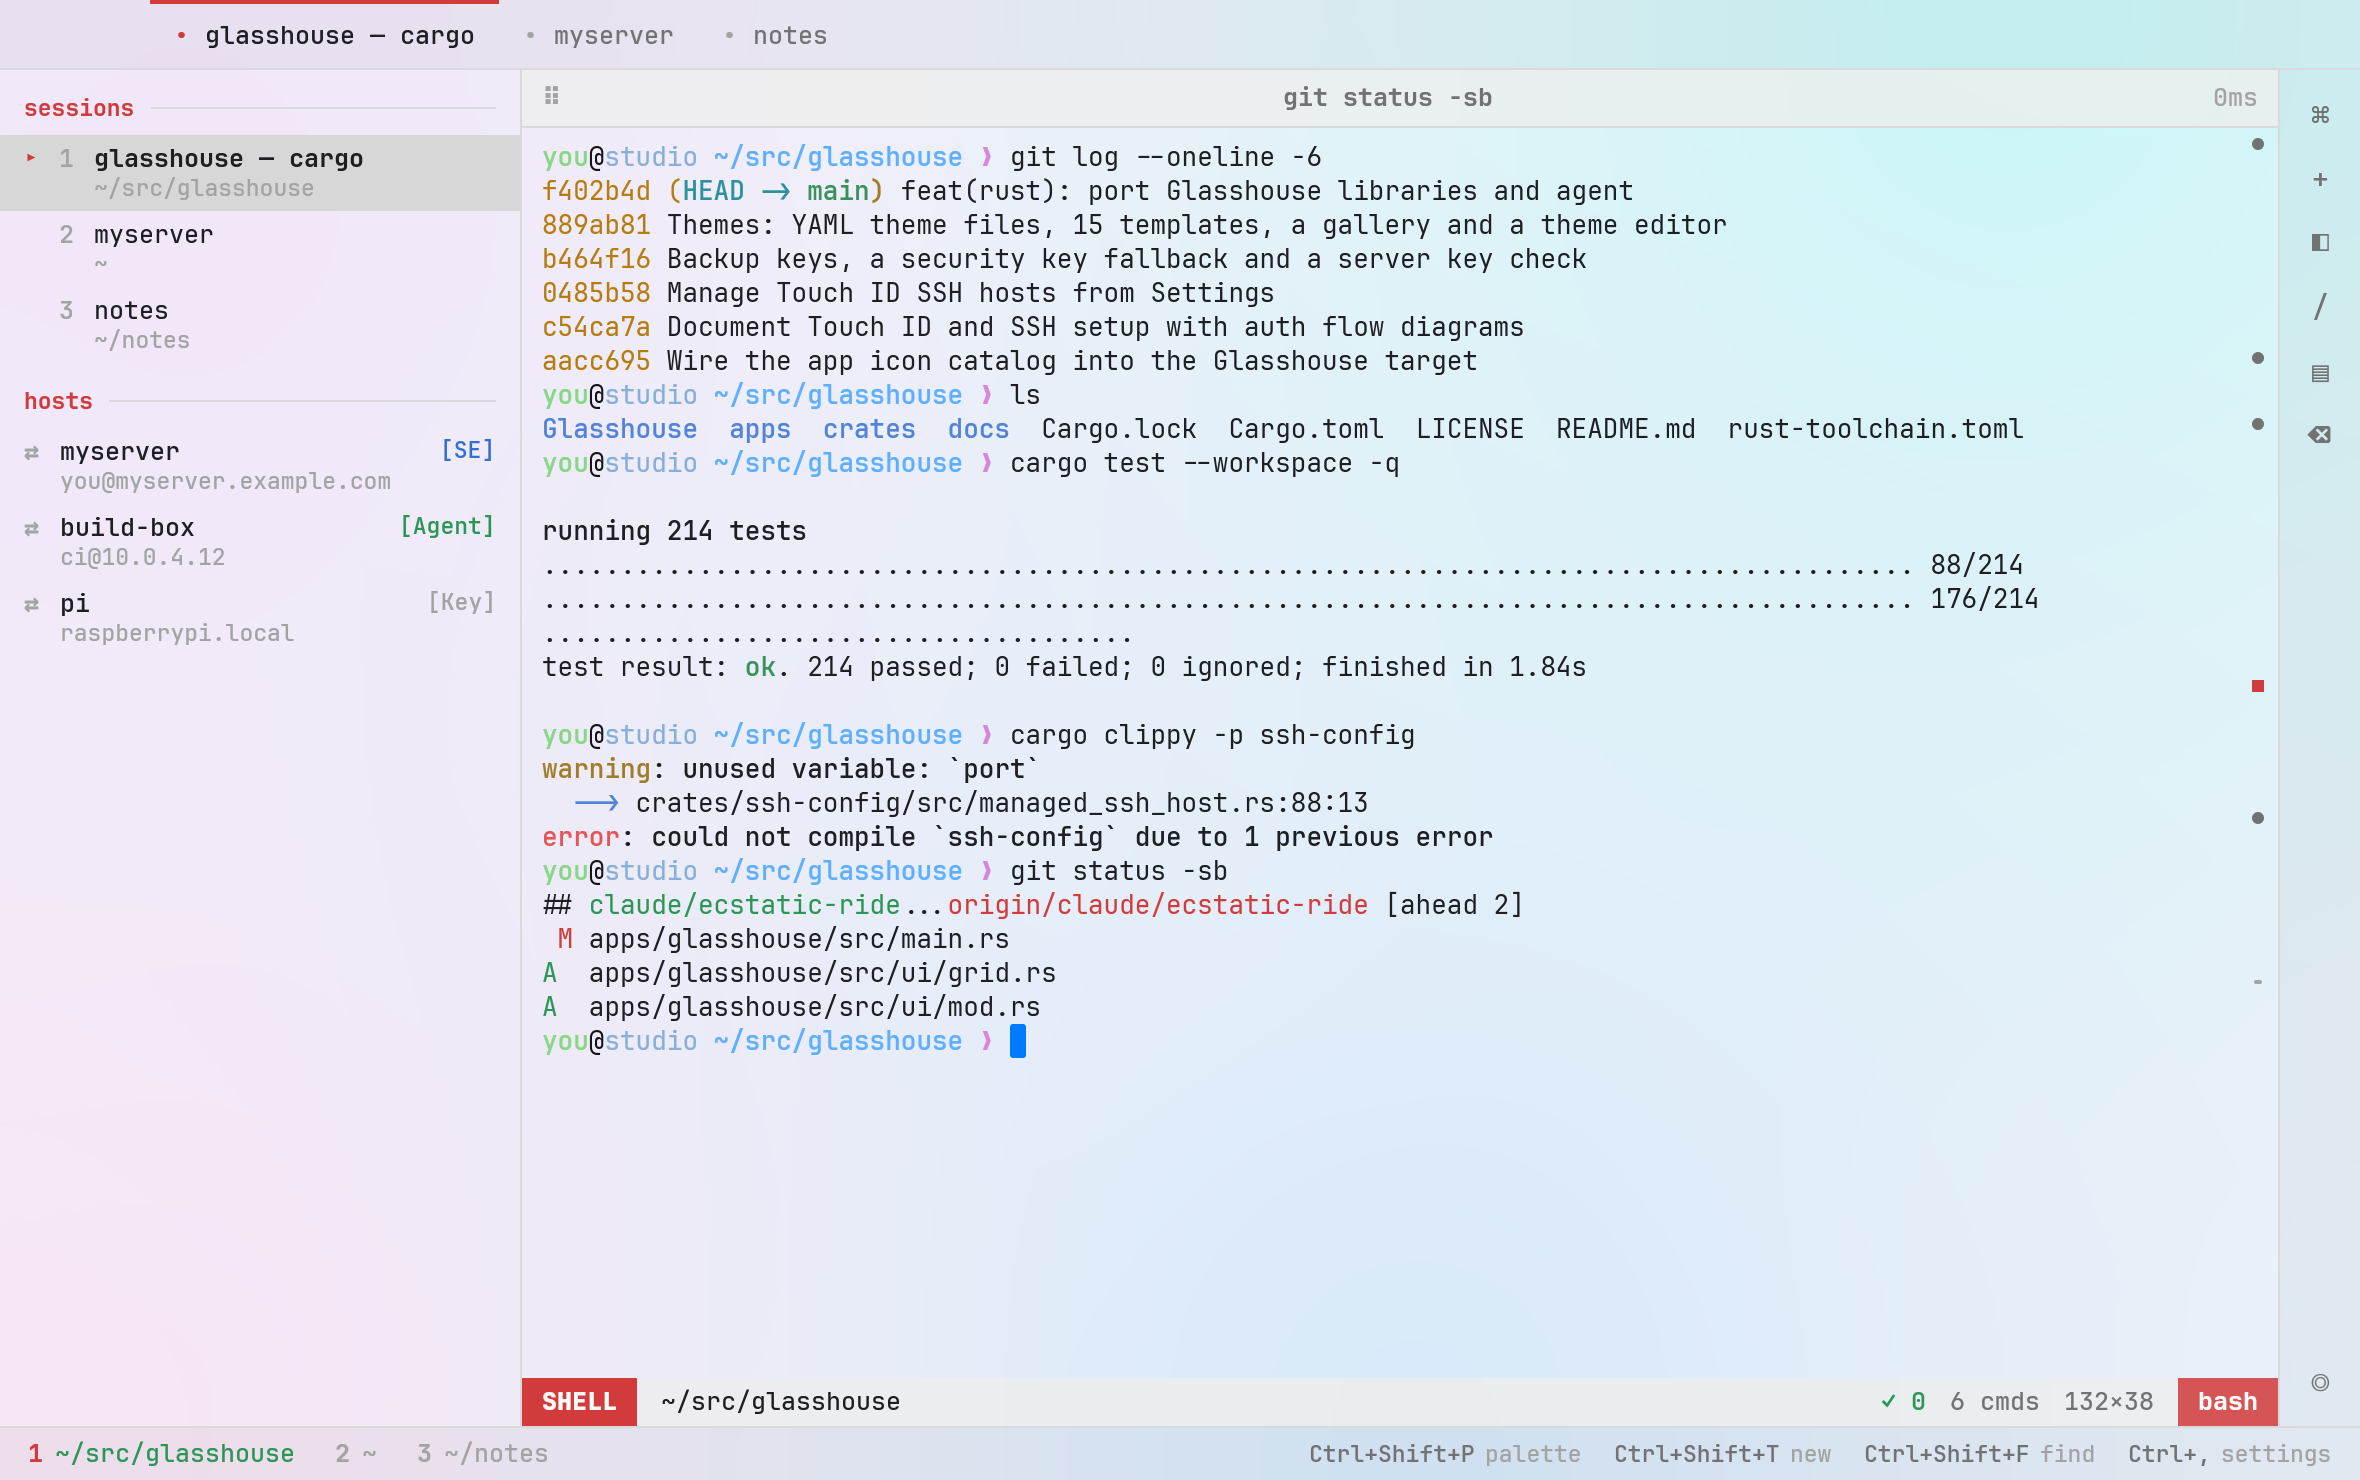 • glasshouse — cargo • myserver • notes
sessions
▸ 1 glasshouse — cargo
~/src/glasshouse
2 myserver
~
3 notes
~/notes
hosts
⇄ myserver [SE]
you@myserver.example.com
⇄ build-box [Agent]
ci@10.0.4.12
⇄ pi [Key]
raspberrypi.local
git status -sb 0ms
you@studio ~/src/glasshouse ❯ git log --oneline -6
f402b4d (HEAD -> main) feat(rust): port Glasshouse libraries and agent
889ab81 Themes: YAML theme files, 15 templates, a gallery and a theme editor
b464f16 Backup keys, a security key fallback and a server key check
0485b58 Manage Touch ID SSH hosts from Settings
c54ca7a Document Touch ID and SSH setup with auth flow diagrams
aacc695 Wire the app icon catalog into the Glasshouse target
you@studio ~/src/glasshouse ❯ ls
Glasshouse  apps  crates  docs  Cargo.lock  Cargo.toml  LICENSE  README.md  rust-toolchain.toml
you@studio ~/src/glasshouse ❯ cargo test --workspace -q
running 214 tests
........................................................................................ 88/214
........................................................................................ 176/214
......................................
test result: ok. 214 passed; 0 failed; 0 ignored; finished in 1.84s
you@studio ~/src/glasshouse ❯ cargo clippy -p ssh-config
warning: unused variable: `port`
  --> crates/ssh-config/src/managed_ssh_host.rs:88:13
error: could not compile `ssh-config` due to 1 previous error
you@studio ~/src/glasshouse ❯ git status -sb
## claude/ecstatic-ride...origin/claude/ecstatic-ride [ahead 2]
 M apps/glasshouse/src/main.rs
A  apps/glasshouse/src/ui/grid.rs
A  apps/glasshouse/src/ui/mod.rs
you@studio ~/src/glasshouse ❯
SHELL ~/src/glasshouse ✓ 0 6 cmds 132×38 bash
1 ~/src/glasshouse 2 ~ 3 ~/notes Ctrl+Shift+P palette Ctrl+Shift+T new Ctrl+Shift+F find Ctrl+, settings